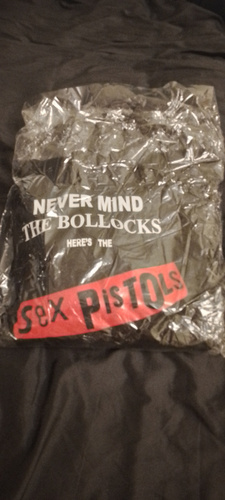 NEVER MIND
THE BOLLOCKS
HERE'S THE
Sex PiSTOLS